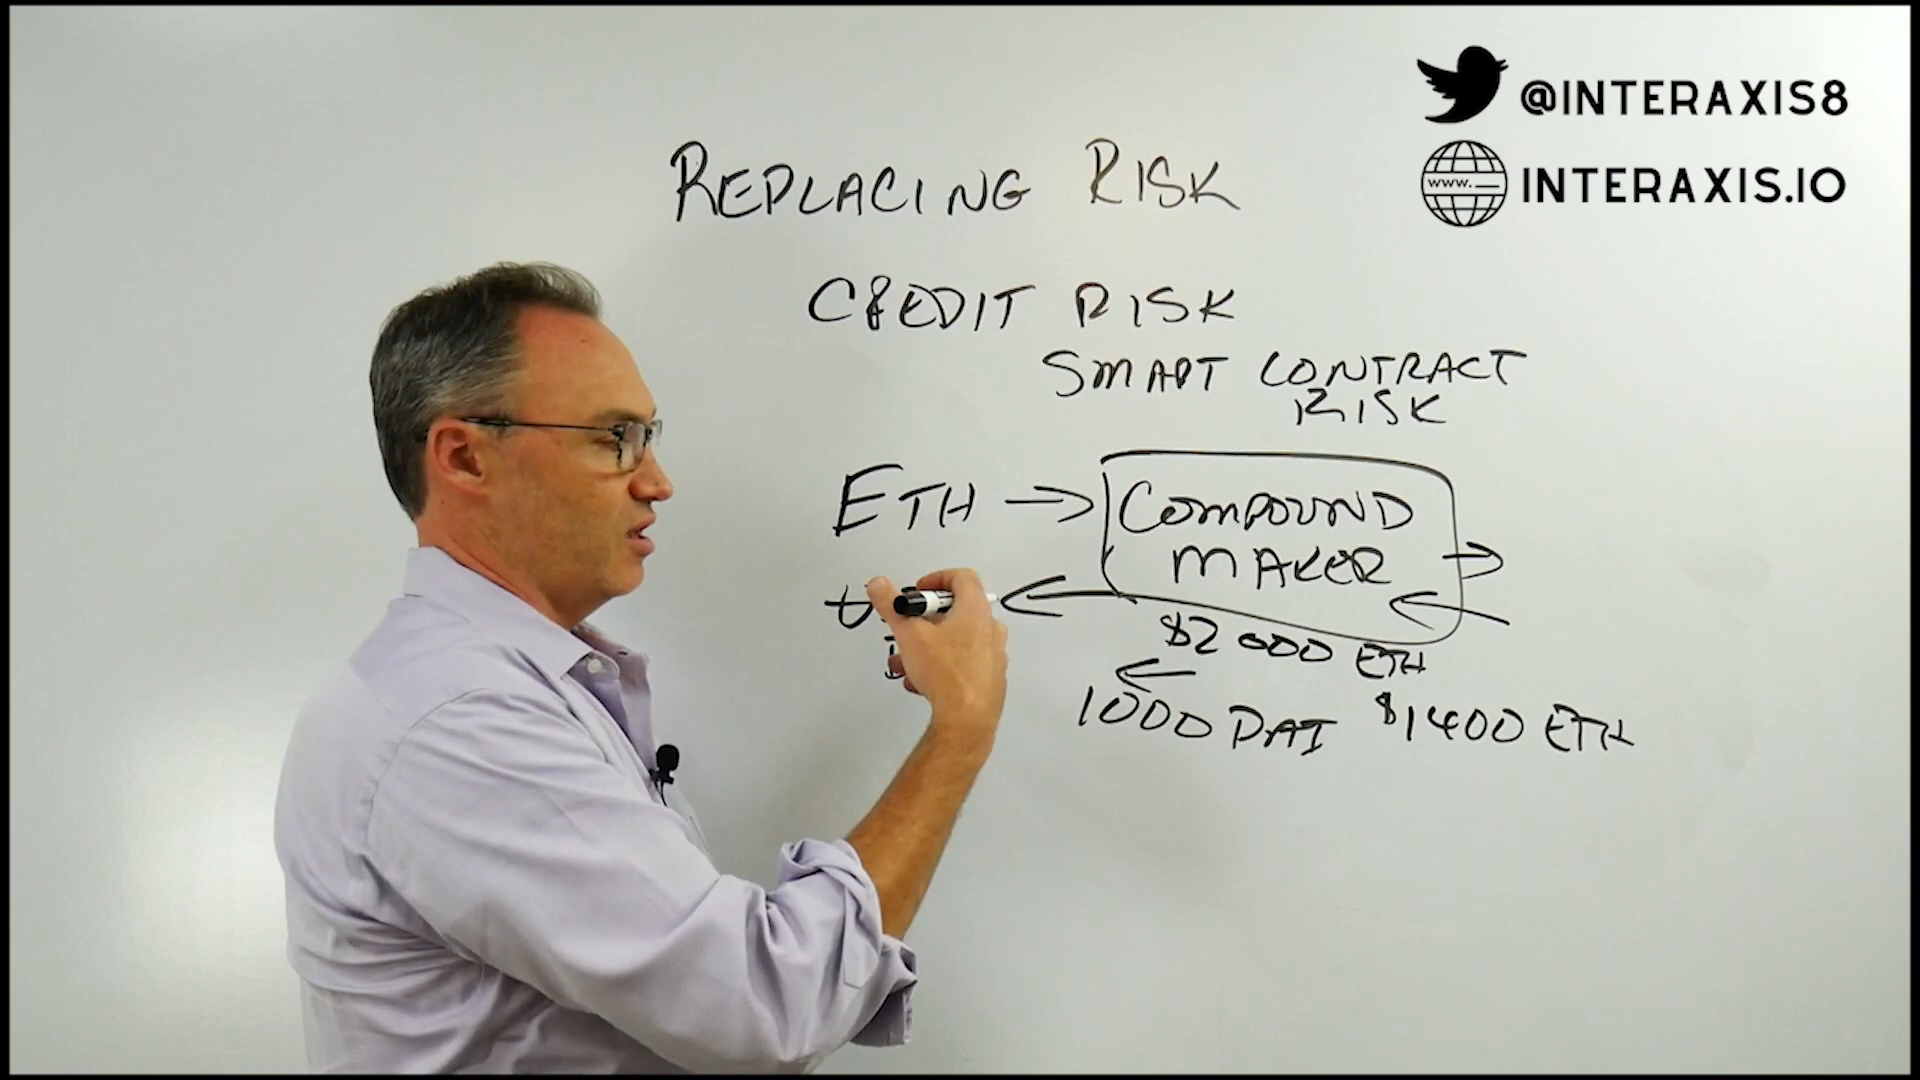 @INTERAXIS8
www.
INTERAXIS.IO
REPLACING RISK
CREDIT RISK
SMART CONTRACT
RISK
ETH → COMPOUND
MAKER →
←
$2000 ETH
←
1000 DAI $1400 ETH